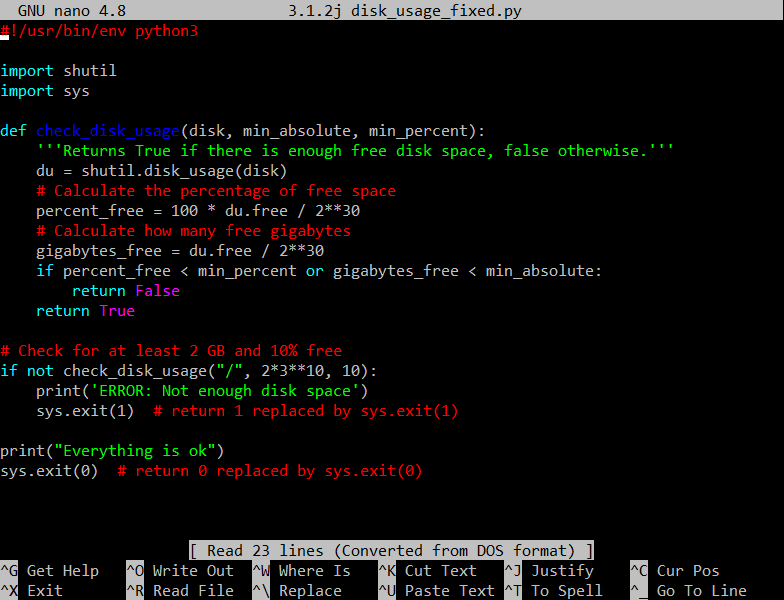 GNU nano 4.8 3.1.2j disk_usage_fixed.py
#!/usr/bin/env python3
import shutil
import sys
def check_disk_usage(disk, min_absolute, min_percent):
    '''Returns True if there is enough free disk space, false otherwise.'''
    du = shutil.disk_usage(disk)
    # Calculate the percentage of free space
    percent_free = 100 * du.free / 2**30
    # Calculate how many free gigabytes
    gigabytes_free = du.free / 2**30
    if percent_free < min_percent or gigabytes_free < min_absolute:
        return False
    return True
# Check for at least 2 GB and 10% free
if not check_disk_usage("/", 2*3**10, 10):
    print('ERROR: Not enough disk space')
    sys.exit(1)  # return 1 replaced by sys.exit(1)
print("Everything is ok")
sys.exit(0)  # return 0 replaced by sys.exit(0)
[ Read 23 lines (Converted from DOS format) ]
^G Get Help ^O Write Out ^W Where Is ^K Cut Text ^J Justify ^C Cur Pos
^X Exit ^R Read File ^\ Replace ^U Paste Text ^T To Spell ^_ Go To Line